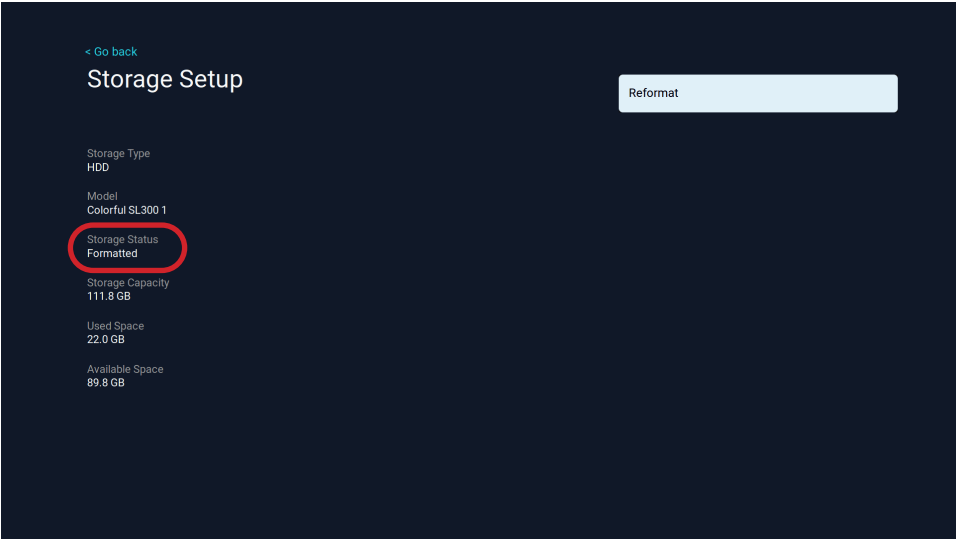 < Go back
Storage Setup
Reformat
Storage Type
HDD
Model
Colorful SL300 1
Storage Status
Formatted
Storage Capacity
111.8 GB
Used Space
22.0 GB
Available Space
89.8 GB